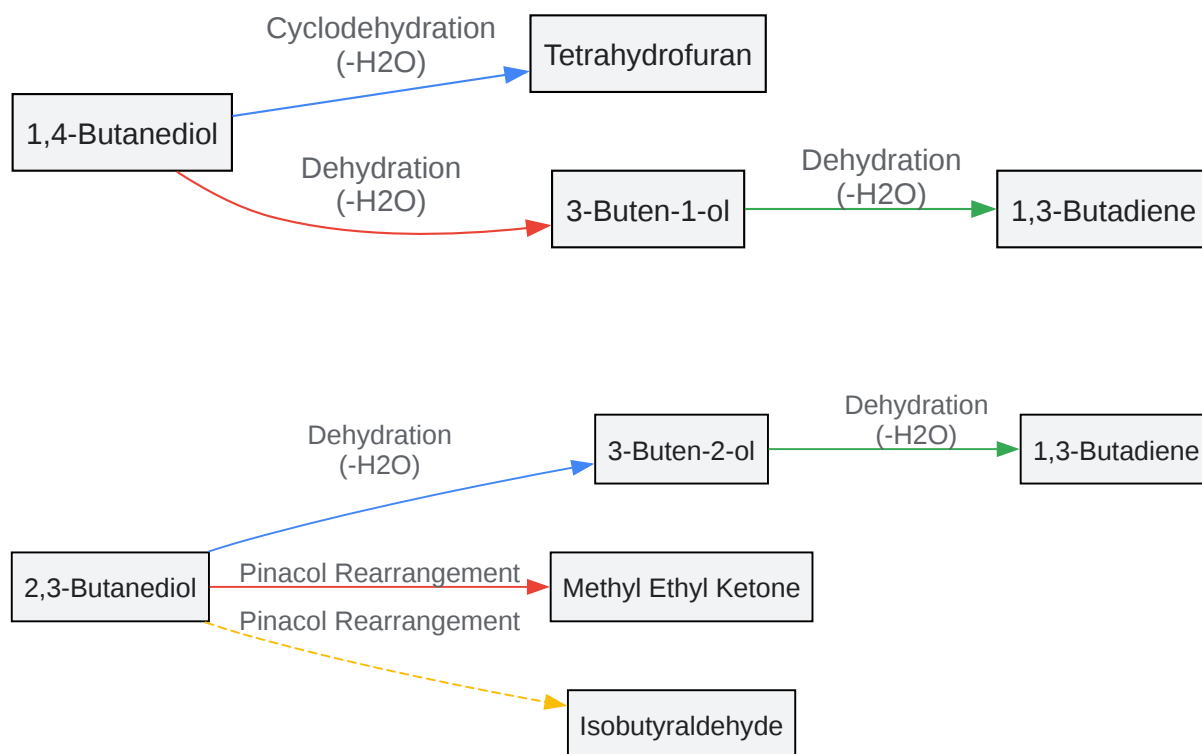 Cyclodehydration
(-H2O)
Tetrahydrofuran
1,4-Butanediol
Dehydration
(-H2O)
3-Buten-1-ol
Dehydration
(-H2O)
1,3-Butadiene
Dehydration
(-H2O)
3-Buten-2-ol
Dehydration
(-H2O)
1,3-Butadiene
2,3-Butanediol
Pinacol Rearrangement
Methyl Ethyl Ketone
Pinacol Rearrangement
Isobutyraldehyde